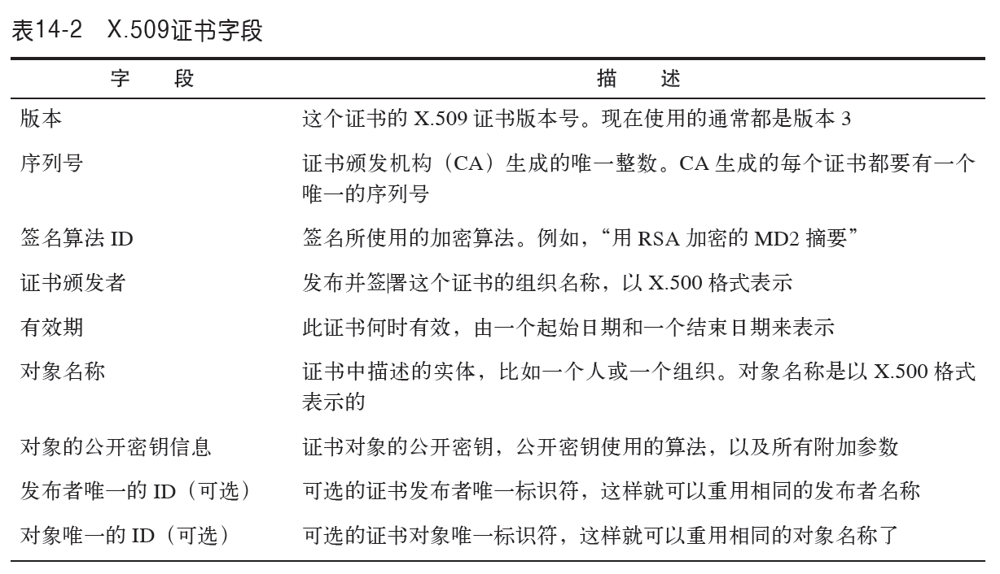 表14-2 X.509证书字段
字 段 描 述
版本 这个证书的 X.509 证书版本号。现在使用的通常都是版本 3
序列号 证书颁发机构（CA）生成的唯一整数。CA 生成的每个证书都要有一个
唯一的序列号
签名算法 ID 签名所使用的加密算法。例如，“用 RSA 加密的 MD2 摘要”
证书颁发者 发布并签署这个证书的组织名称，以 X.500 格式表示
有效期 此证书何时有效，由一个起始日期和一个结束日期来表示
对象名称 证书中描述的实体，比如一个人或一个组织。对象名称是以 X.500 格式
表示的
对象的公开密钥信息 证书对象的公开密钥，公开密钥使用的算法，以及所有附加参数
发布者唯一的 ID（可选） 可选的证书发布者唯一标识符，这样就可以重用相同的发布者名称
对象唯一的 ID（可选） 可选的证书对象唯一标识符，这样就可以重用相同的对象名称了